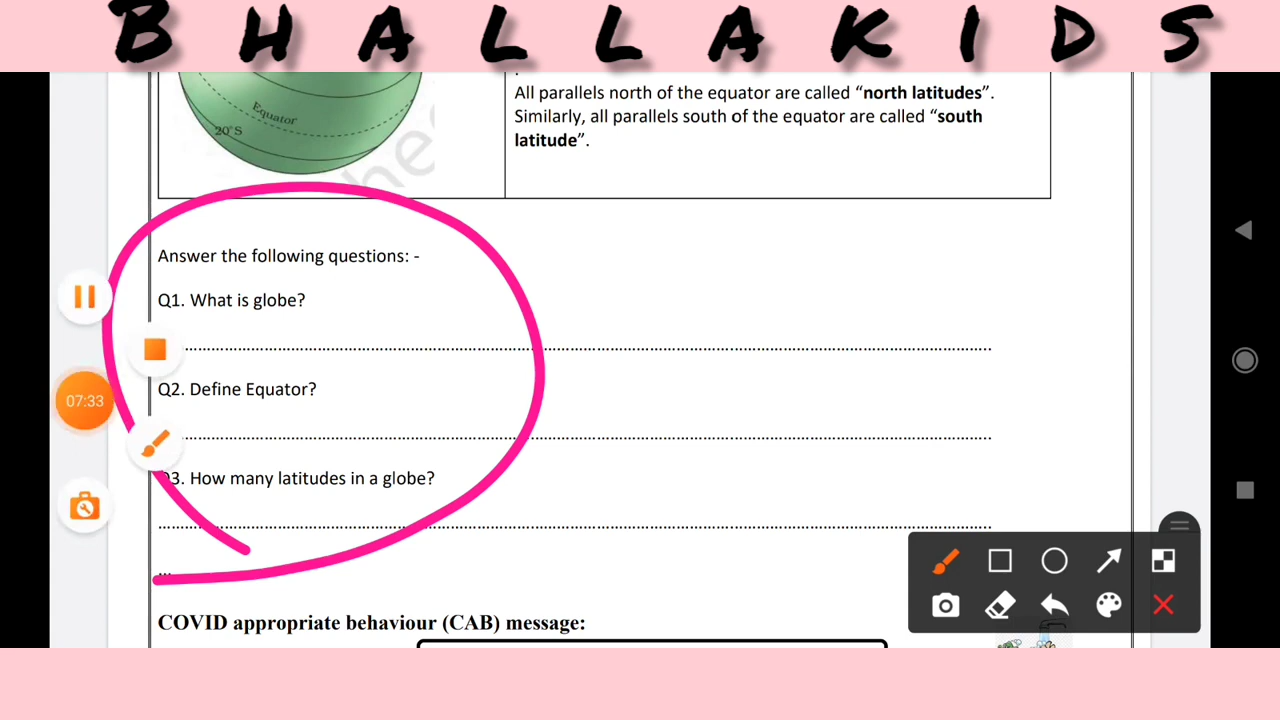 BHALLAKIDS
Equator
20°S
All parallels north of the equator are called “north latitudes”.
Similarly, all parallels south of the equator are called “south
latitude”.
Answer the following questions: -
Q1. What is globe?
Q2. Define Equator?
07:33
Q3. How many latitudes in a globe?
COVID appropriate behaviour (CAB) message: